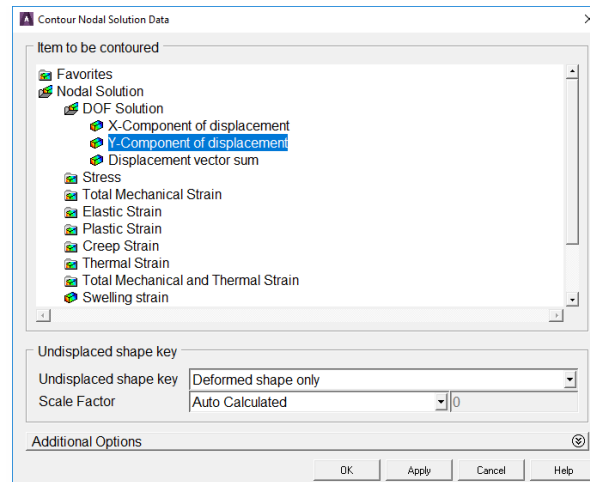 Contour Nodal Solution Data
Item to be contoured
Favorites
Nodal Solution
DOF Solution
X-Component of displacement
Y-Component of displacement
Displacement vector sum
Stress
Total Mechanical Strain
Elastic Strain
Plastic Strain
Creep Strain
Thermal Strain
Total Mechanical and Thermal Strain
Swelling strain
Undisplaced shape key
Undisplaced shape key Deformed shape only
Scale Factor Auto Calculated 0
Additional Options
OK Apply Cancel Help